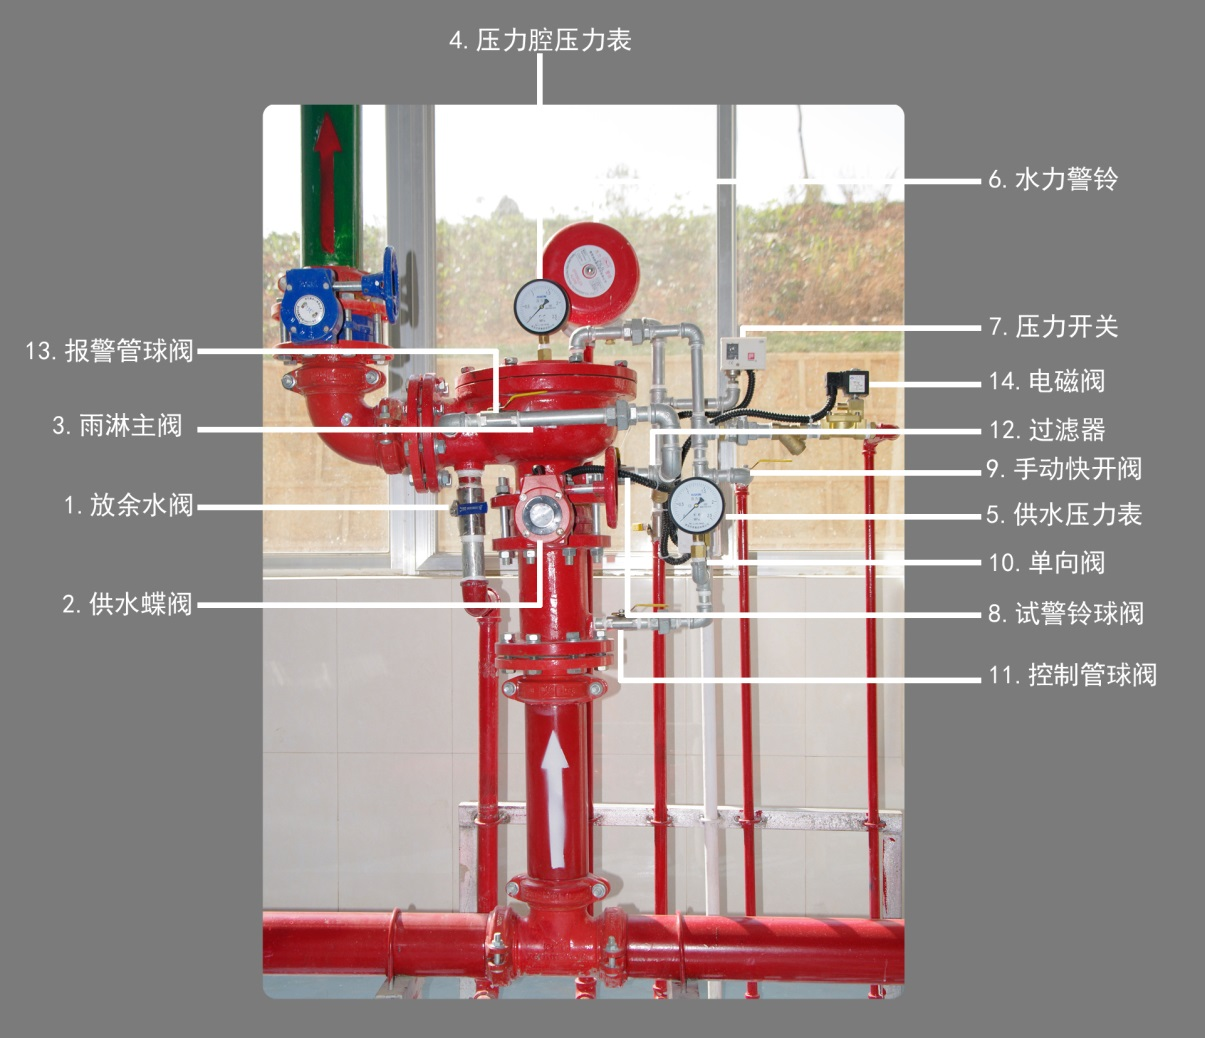 4. 压力腔压力表
6. 水力警铃
7. 压力开关
13. 报警管球阀
14. 电磁阀
3. 雨淋主阀
12. 过滤器
9. 手动快开阀
1. 放余水阀
5. 供水压力表
10. 单向阀
2. 供水蝶阀
8. 试警铃球阀
11. 控制管球阀